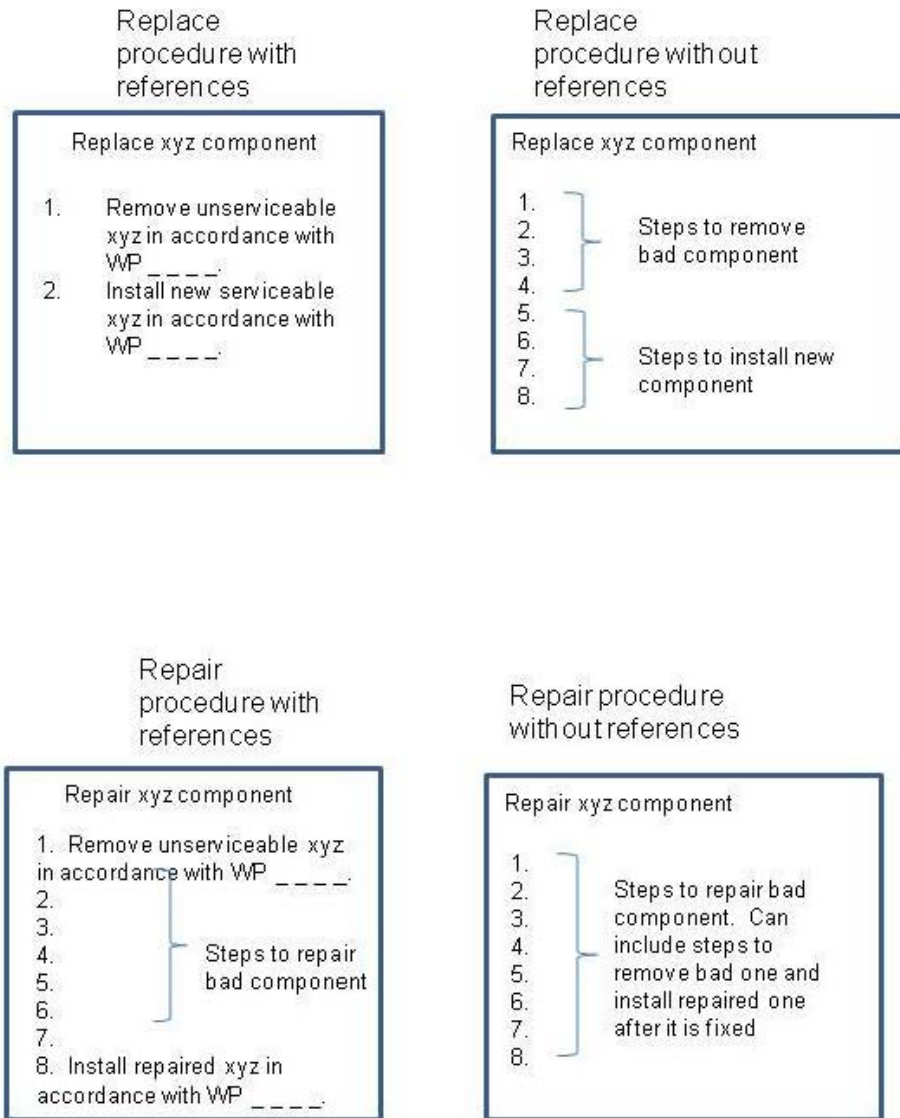 Replace
procedure with
references
Replace xyz component
1. Remove unserviceable
xyz in accordance with
WP _ _ _ _.
2. Install new serviceable
xyz in accordance with
WP _ _ _ _.
Replace
procedure without
references
Replace xyz component
1.
2.
3.
4.
Steps to remove
bad component
5.
6.
7.
8.
Steps to install new
component
Repair
procedure with
references
Repair xyz component
1. Remove unserviceable xyz
in accordance with WP _ _ _ _.
2.
3.
4.
5.
6.
7.
Steps to repair
bad component
8. Install repaired xyz in
accordance with WP _ _ _ _.
Repair procedure
without references
Repair xyz component
1.
2.
3.
4.
5.
6.
7.
8.
Steps to repair bad
component. Can
include steps to
remove bad one and
install repaired one
after it is fixed